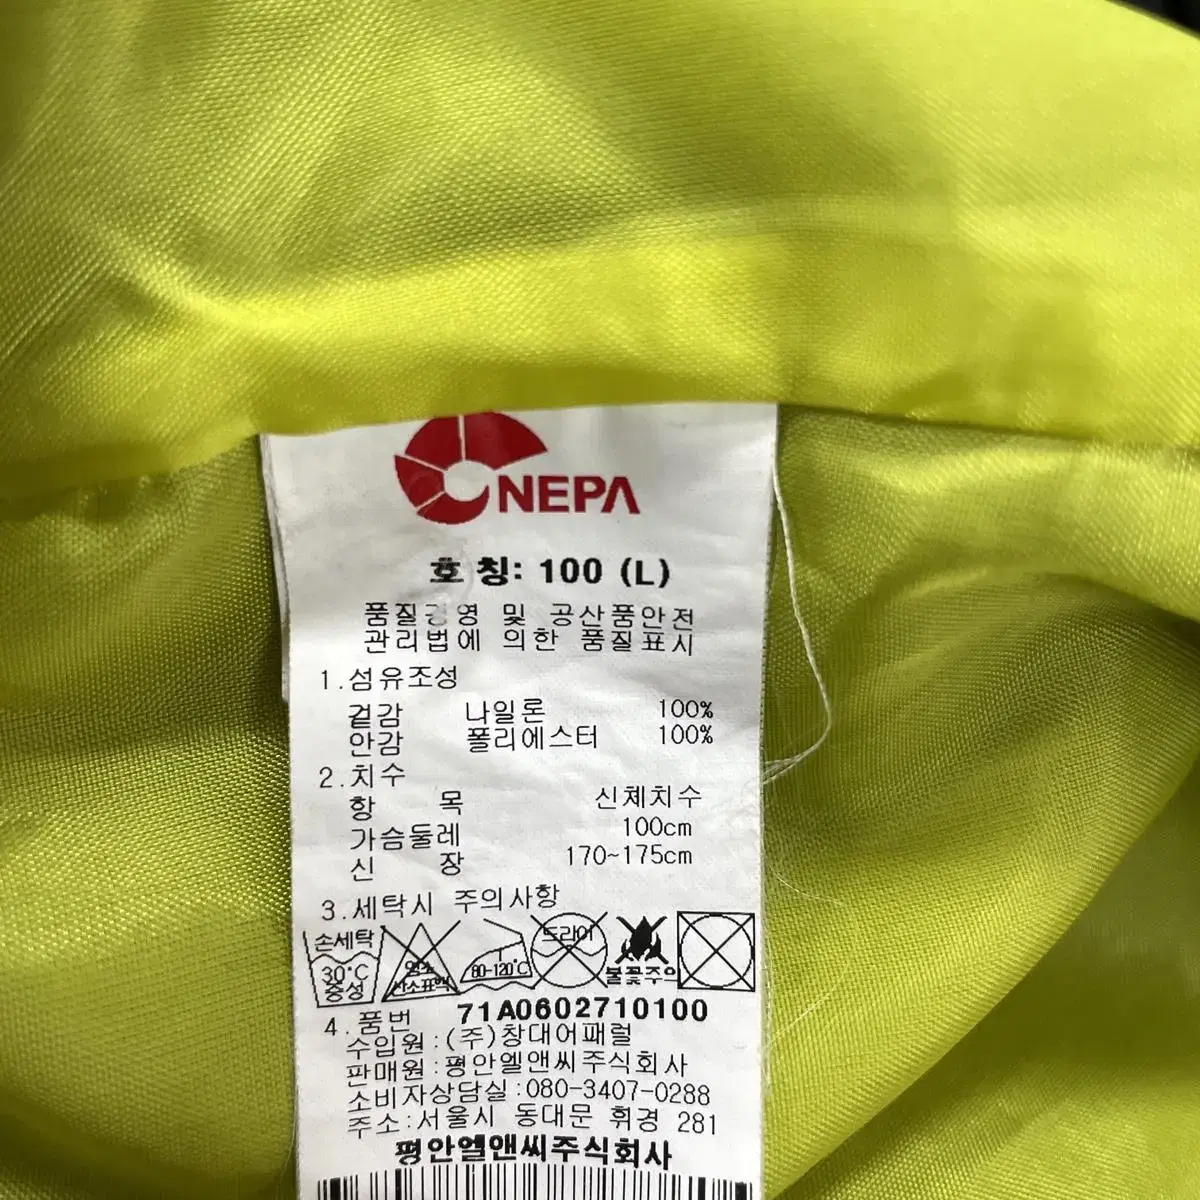 NEPA
호 칭: 100 (L)
품질경영 및 공산품안전
관리법에 의한 품질표시
1.섬유조성
겉감 나일론 100%
안감 폴리에스터 100%
2.치수
항 목 신체치수
가슴둘레 100cm
신 장 170~175cm
3.세탁시 주의사항
손세탁 30°C 중성
염소 산소표백
80-120°C
드라이
불꽃주의
4.품번 71A0602710100
수입원:(주)창대어패럴
판매원:평안엘앤씨주식회사
소비자상담실:080-3407-0288
주소:서울시 동대문 휘경 281
평안엘앤씨주식회사